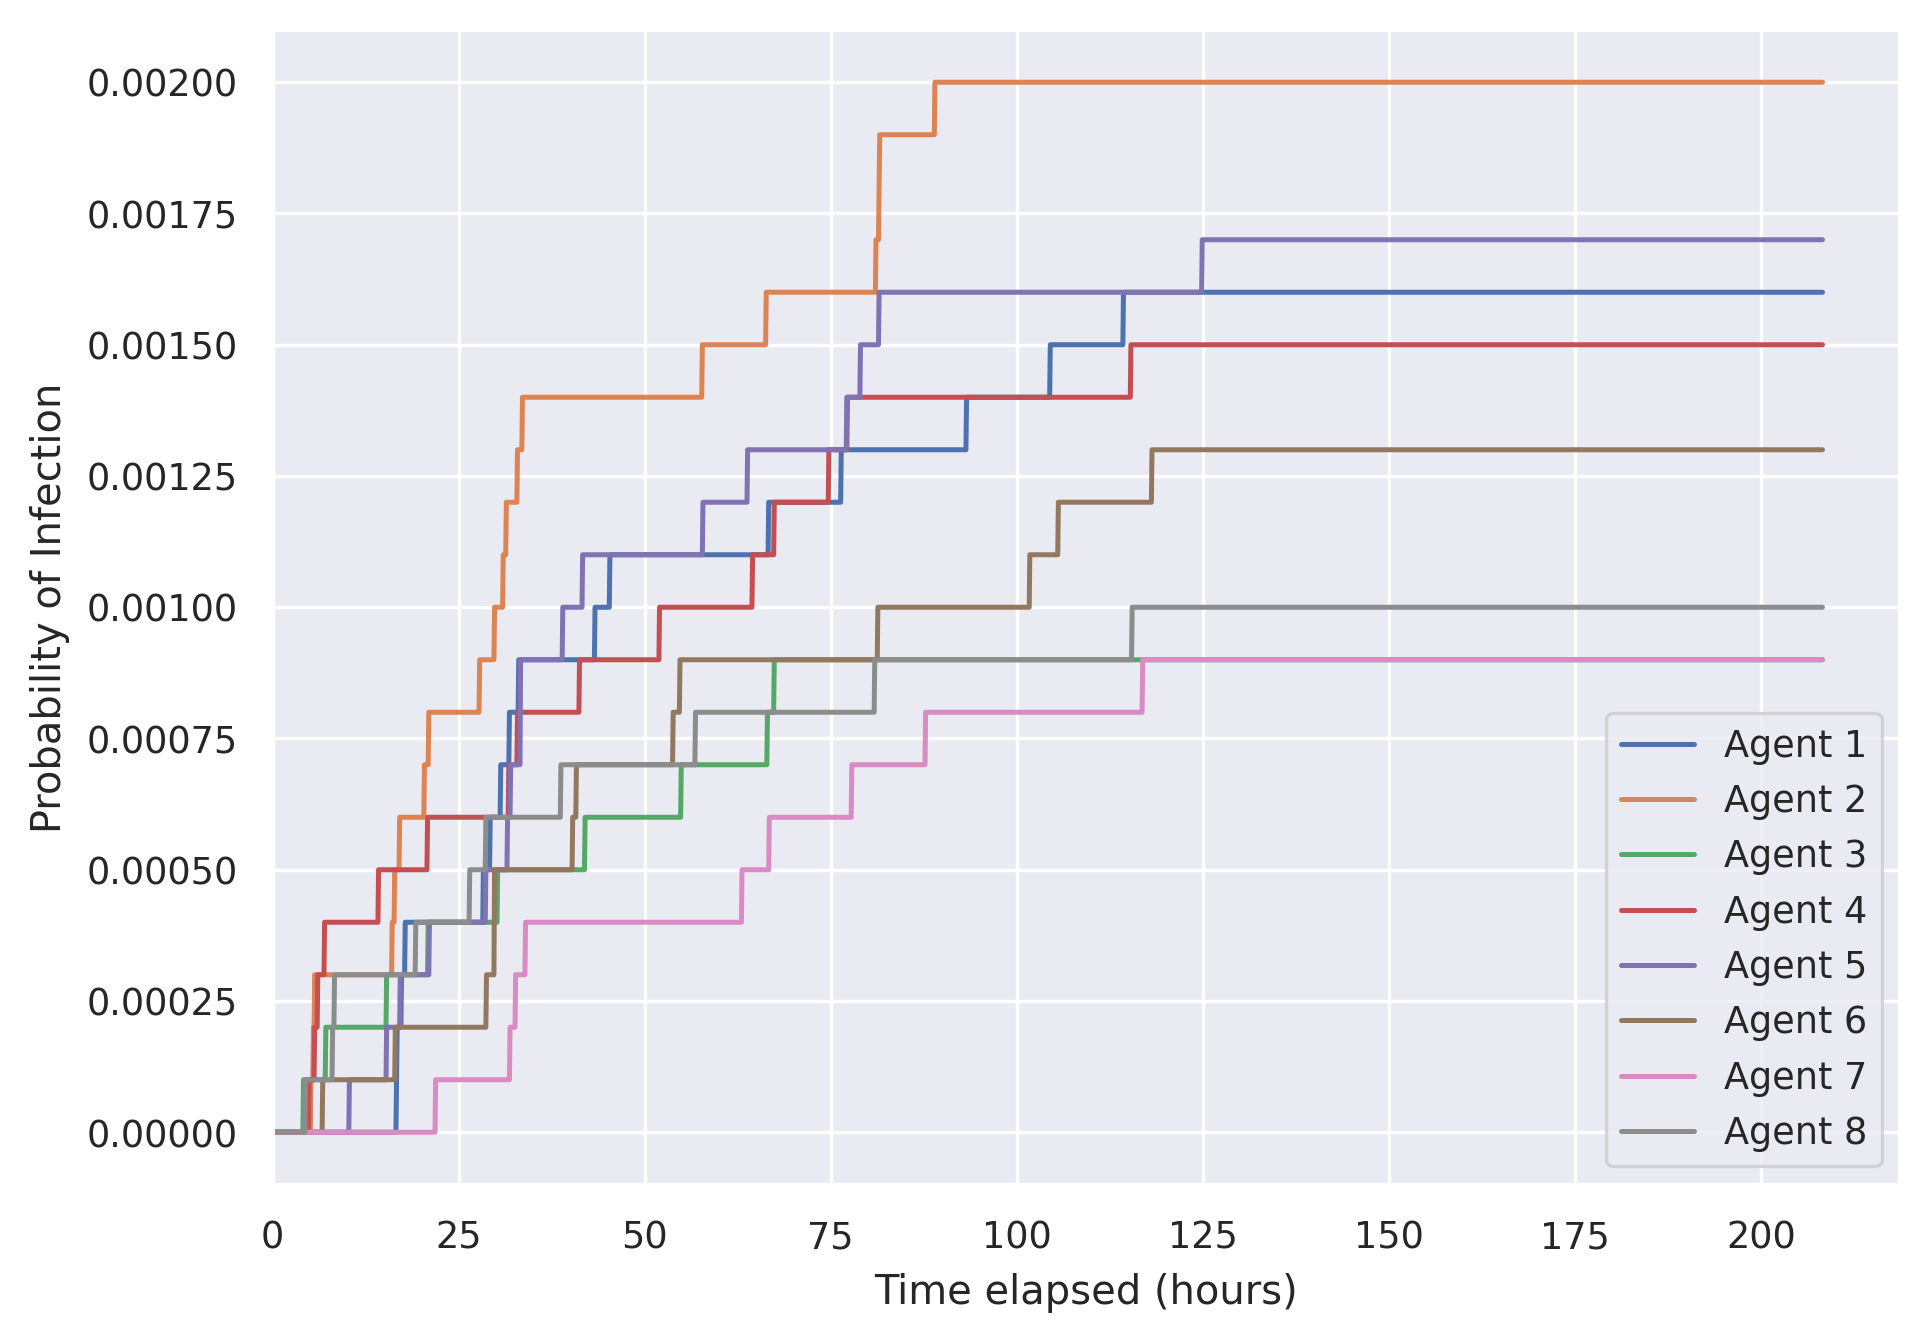 0.00200
0.00175
0.00150
0.00125
0.00100
0.00075
0.00050
0.00025
0.00000
Probability of Infection
0 25 50 75 100 125 150 175 200
Time elapsed (hours)
Agent 1
Agent 2
Agent 3
Agent 4
Agent 5
Agent 6
Agent 7
Agent 8